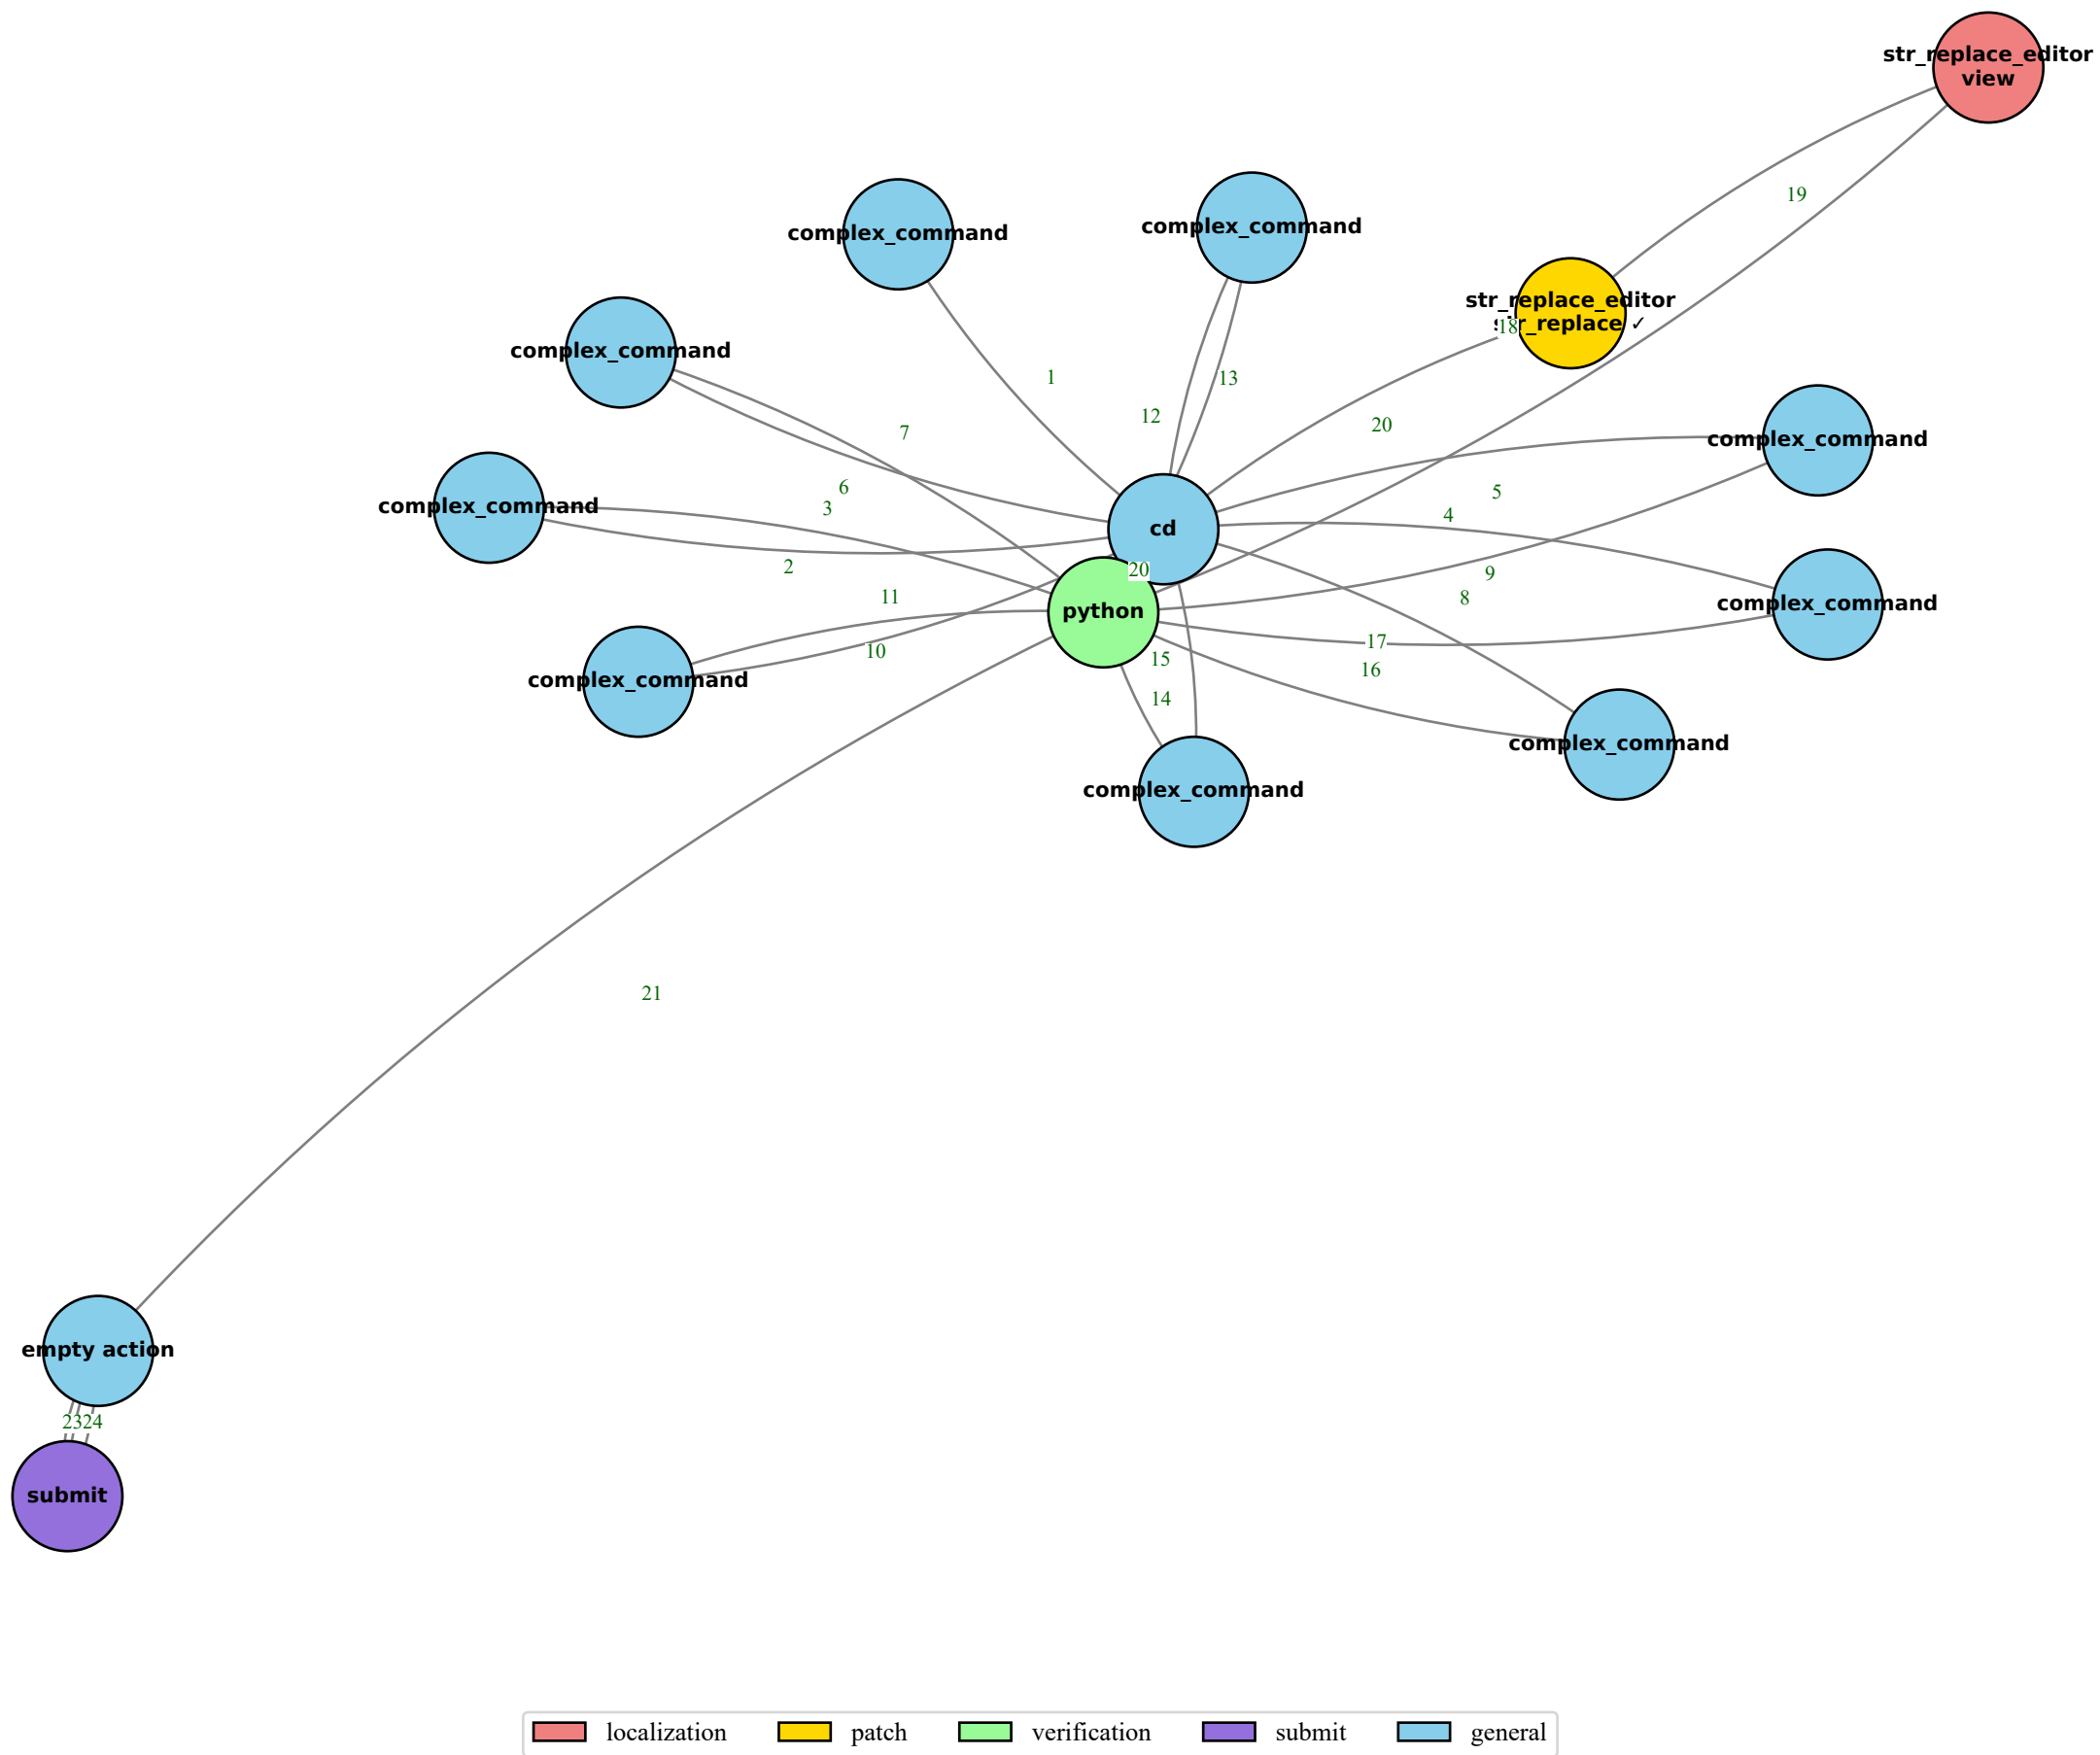 str_replace_editor
view
complex_command
complex_command
19
str_replace_editor
str_replace ✓
18
complex_command
1
13
12
20
7
complex_command
5
6
3
complex_command
4
cd
2
20
9
11
8
complex_command
python
17
10
15
16
complex_command
14
complex_command
complex_command
21
empty action
23
24
submit
localization
patch
verification
submit
general